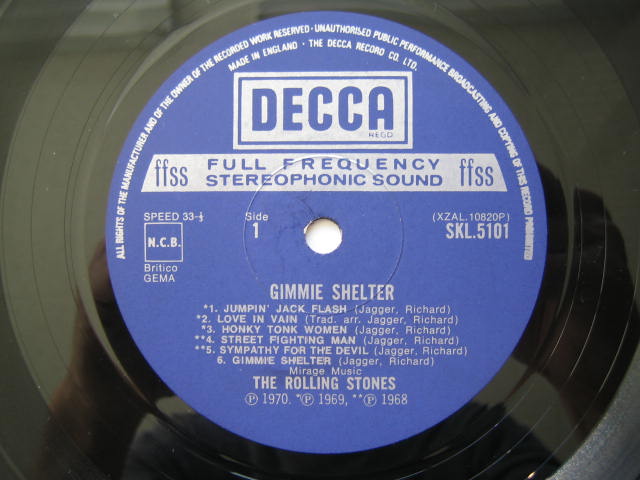 ALL RIGHTS OF THE MANUFACTURER AND OF THE OWNER OF THE RECORDED WORK RESERVED · UNAUTHORISED PUBLIC PERFORMANCE BROADCASTING AND COPYING OF THIS RECORD PROHIBITED
MADE IN ENGLAND · THE DECCA RECORD CO. LTD.
DECCA
REGD
ffss FULL FREQUENCY STEREOPHONIC SOUND ffss
SPEED 33⅓ Side (XZAL.10820P)
N.C.B. 1 SKL.5101
Britico
GEMA
GIMMIE SHELTER
*1. JUMPIN' JACK FLASH (Jagger, Richard)
*2. LOVE IN VAIN (Trad. arr. Jagger, Richard)
*3. HONKY TONK WOMEN (Jagger, Richard)
**4. STREET FIGHTING MAN (Jagger, Richard)
**5. SYMPATHY FOR THE DEVIL (Jagger, Richard)
6. GIMMIE SHELTER (Jagger, Richard)
Mirage Music
THE ROLLING STONES
℗ 1970. *℗ 1969, **℗ 1968